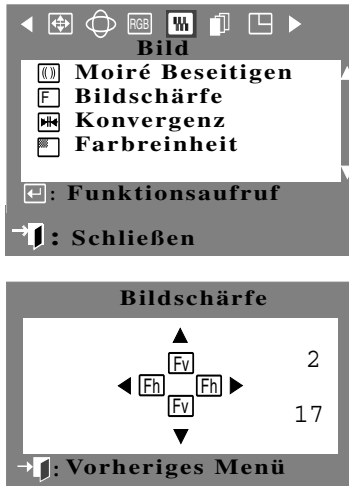 RGB
Bild
Moiré Beseitigen
F Bildschärfe
Konvergenz
Farbreinheit
: Funktionsaufruf
: Schließen
Bildschärfe
Fv 2
Fh Fh
Fv 17
: Vorheriges Menü